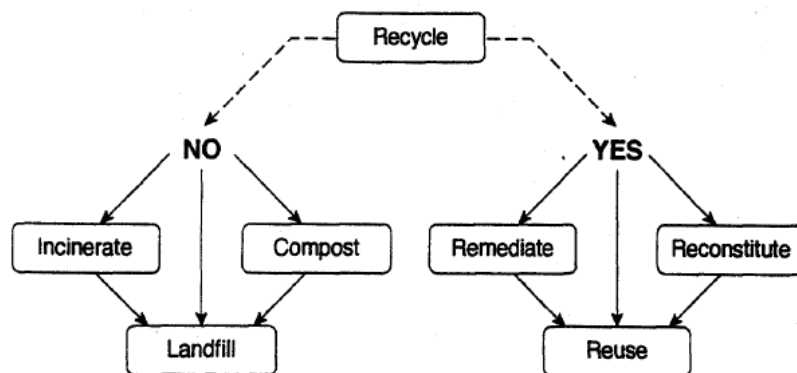 Recycle
NO
YES
Incinerate
Compost
Remediate
Reconstitute
Landfill
Reuse